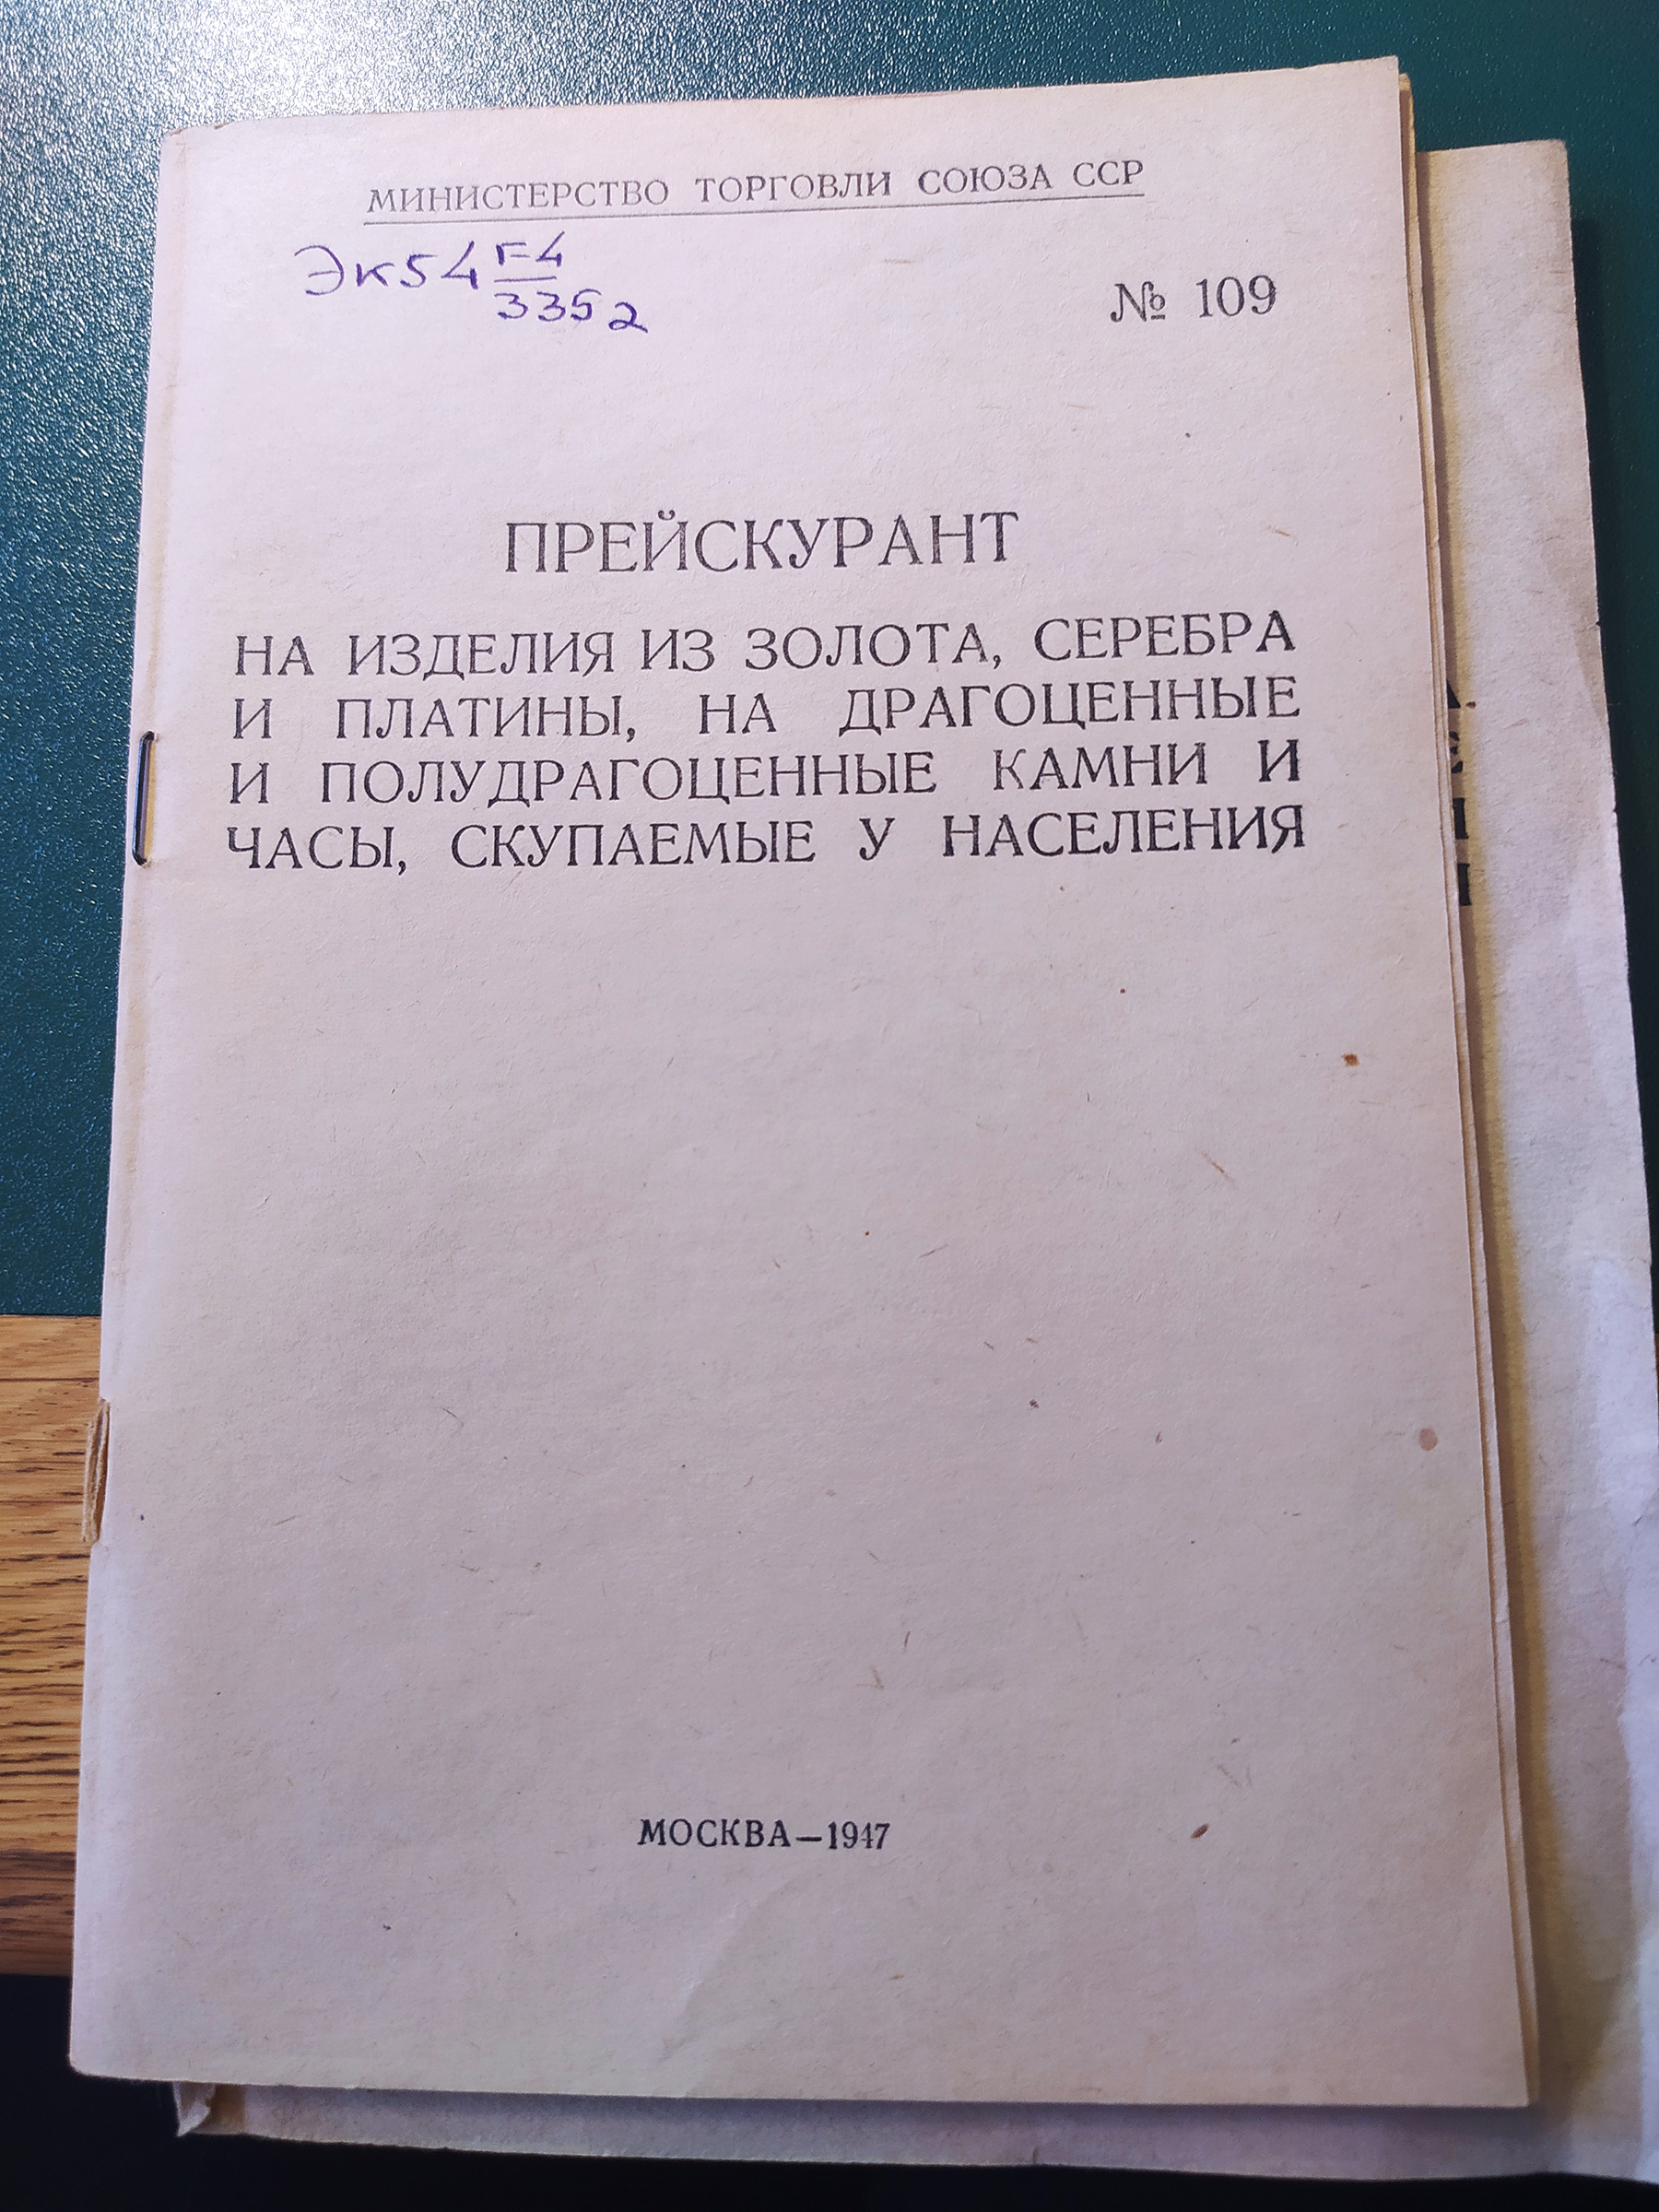 МИНИСТЕРСТВО ТОРГОВЛИ СОЮЗА ССР
Эк54 Г-4
3352
№ 109
ПРЕЙСКУРАНТ
НА ИЗДЕЛИЯ ИЗ ЗОЛОТА, СЕРЕБРА
И ПЛАТИНЫ, НА ДРАГОЦЕННЫЕ
И ПОЛУДРАГОЦЕННЫЕ КАМНИ И
ЧАСЫ, СКУПАЕМЫЕ У НАСЕЛЕНИЯ
МОСКВА—1947